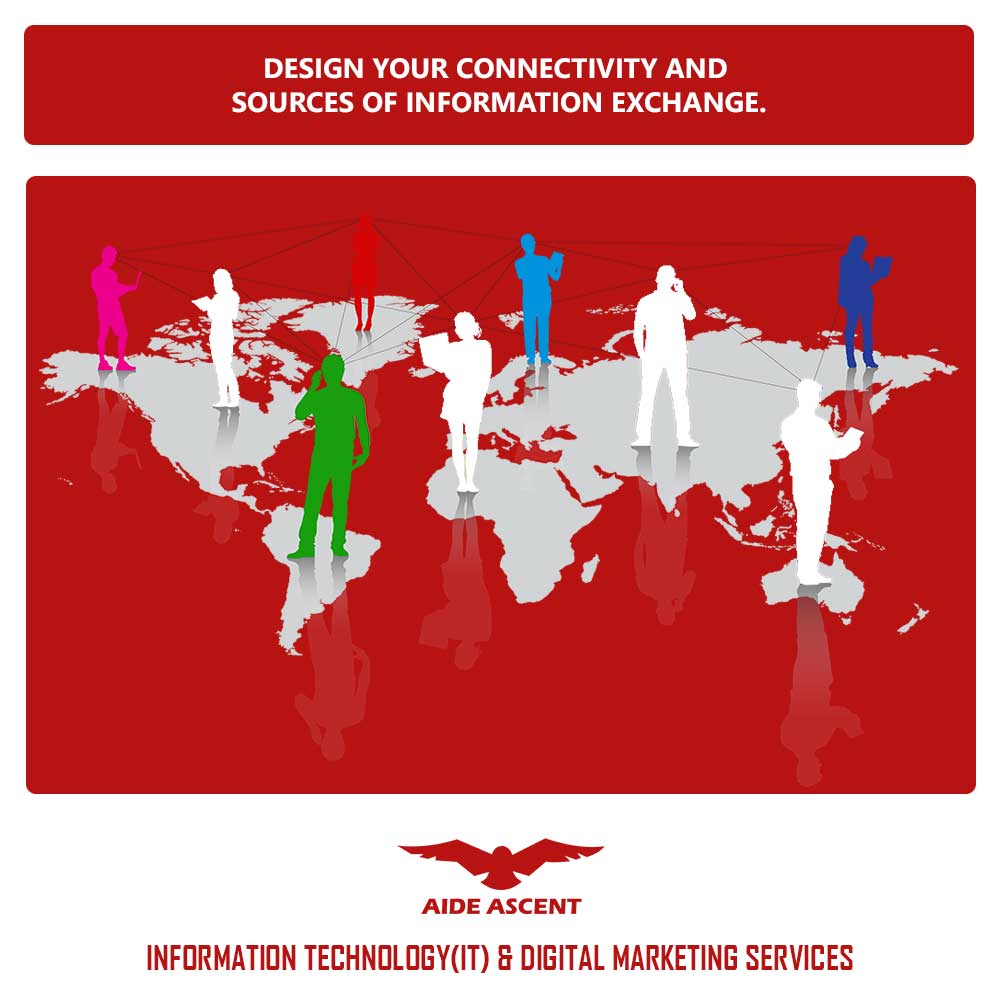 DESIGN YOUR CONNECTIVITY AND
SOURCES OF INFORMATION EXCHANGE.
AIDE ASCENT
INFORMATION TECHNOLOGY(IT) & DIGITAL MARKETING SERVICES